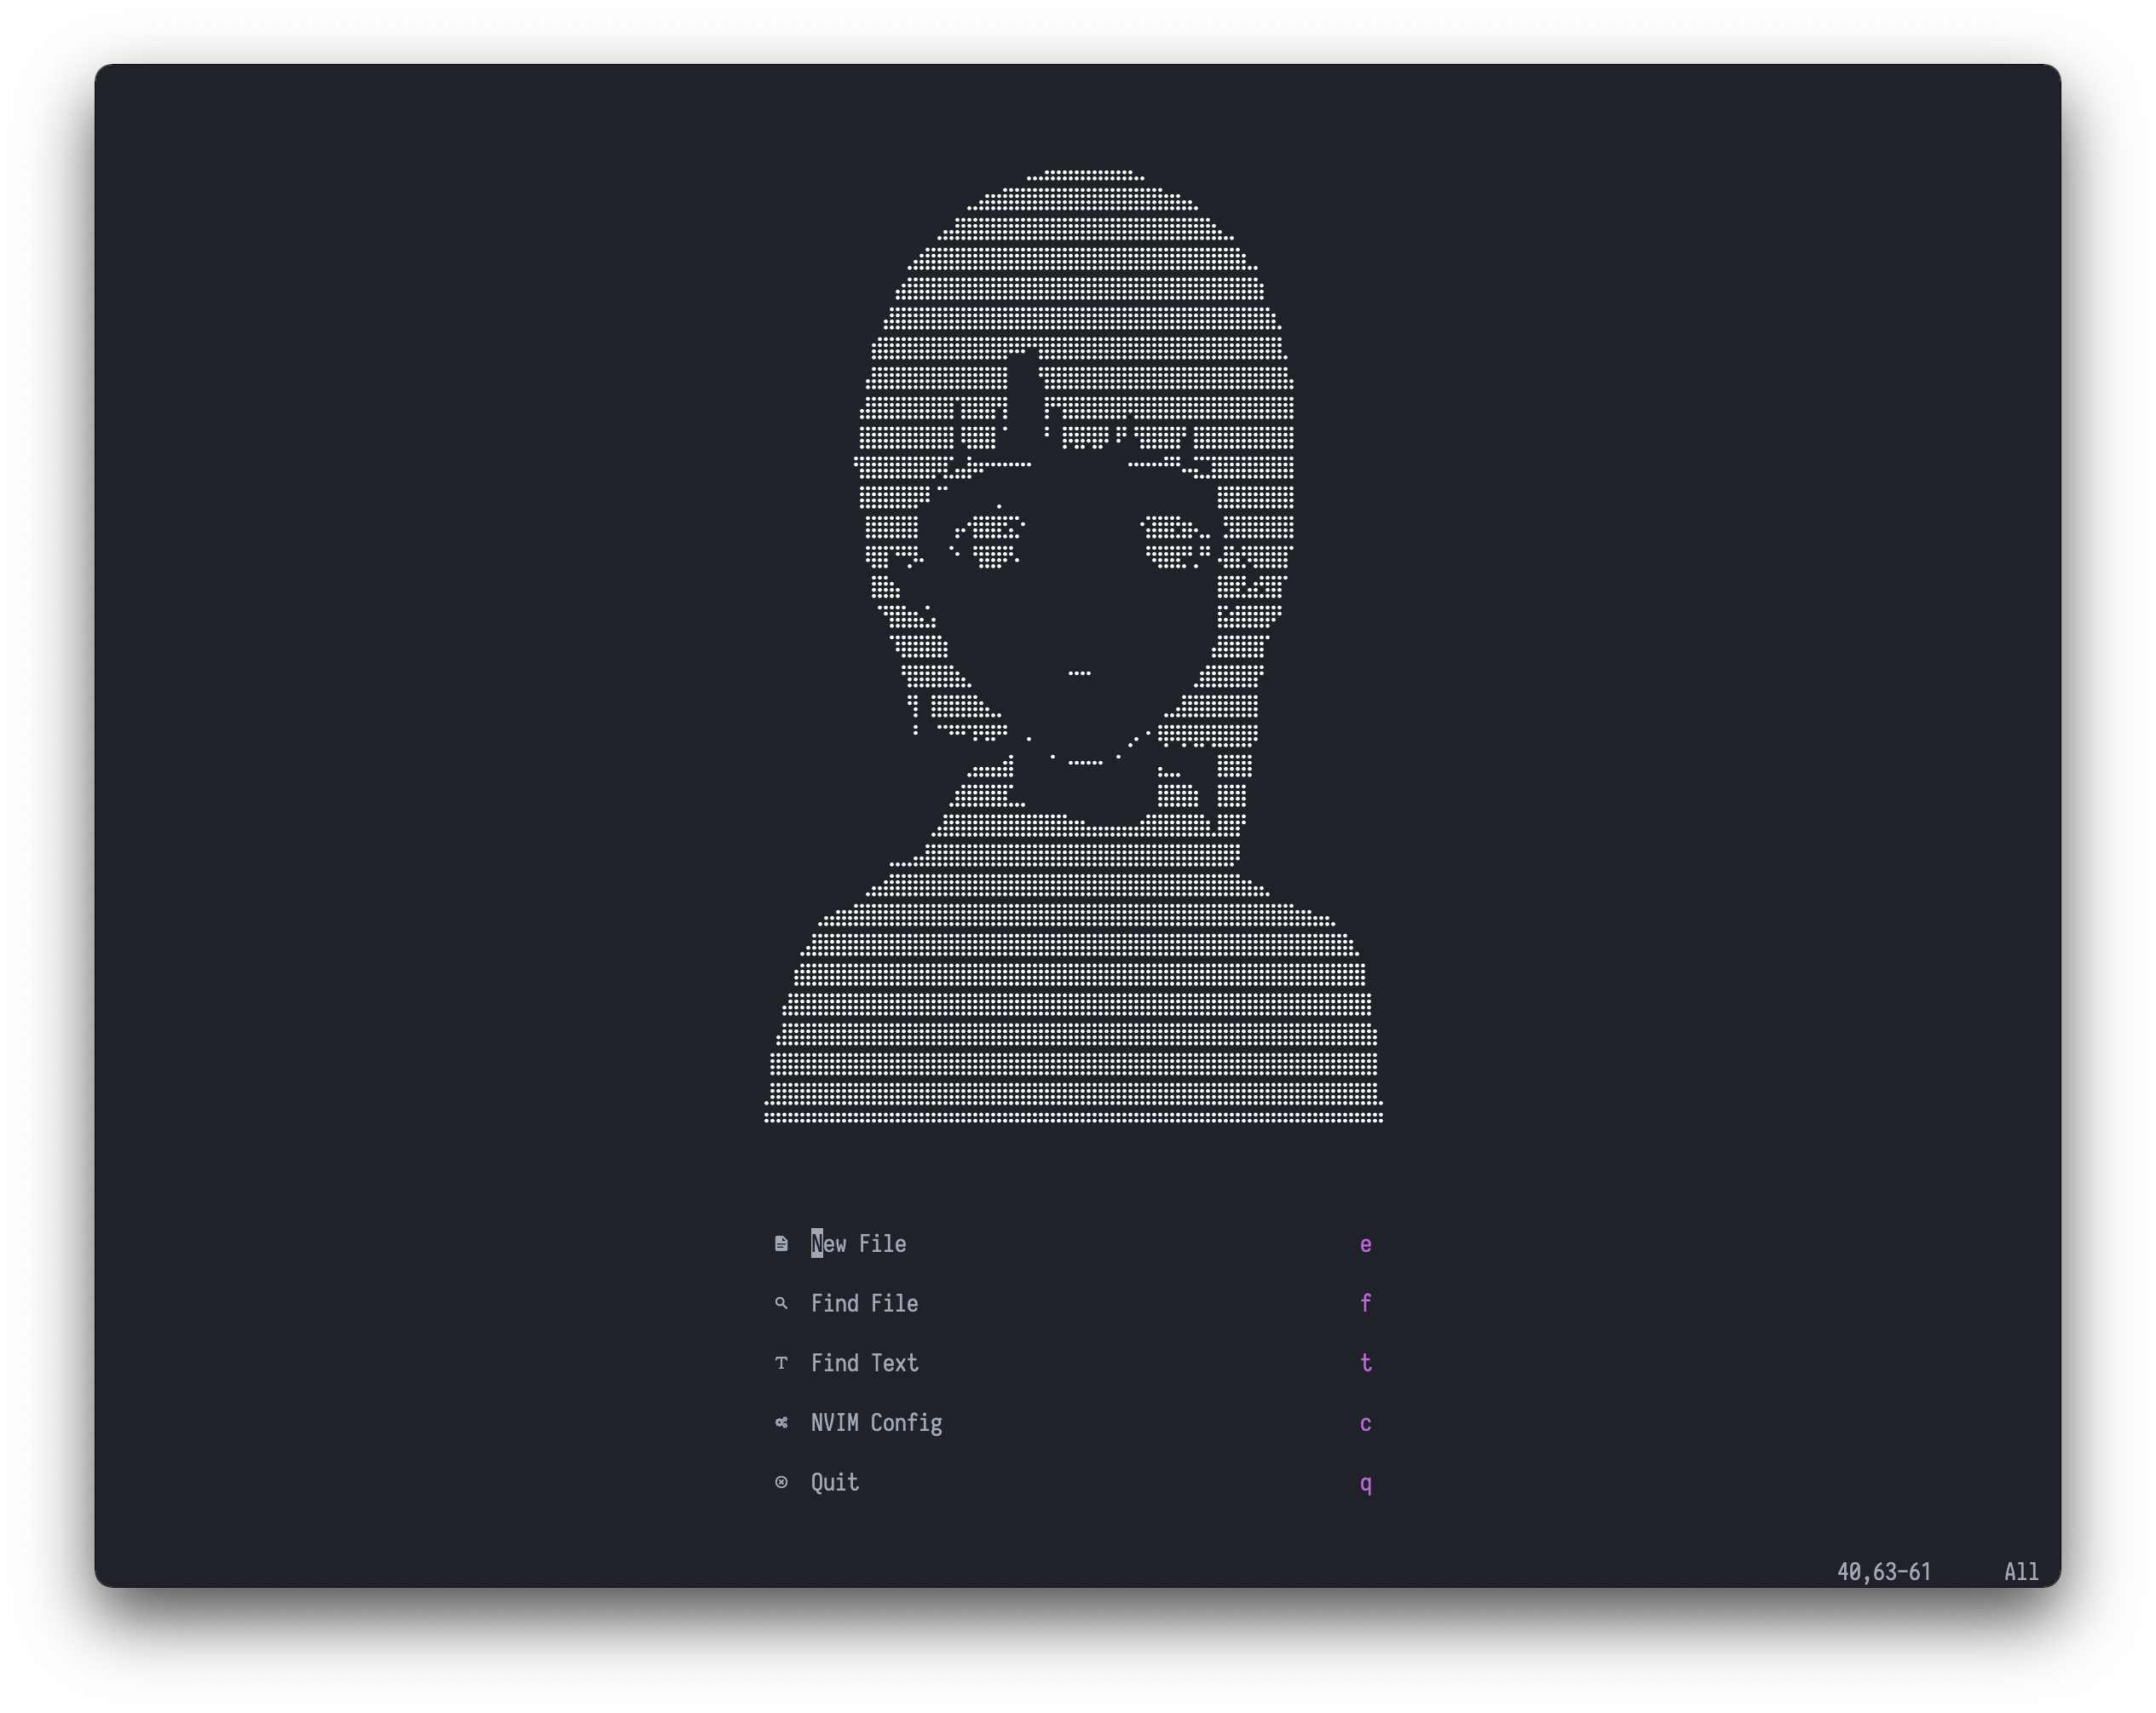 New File e
Find File f
Find Text t
NVIM Config c
Quit q
40,63-61 All